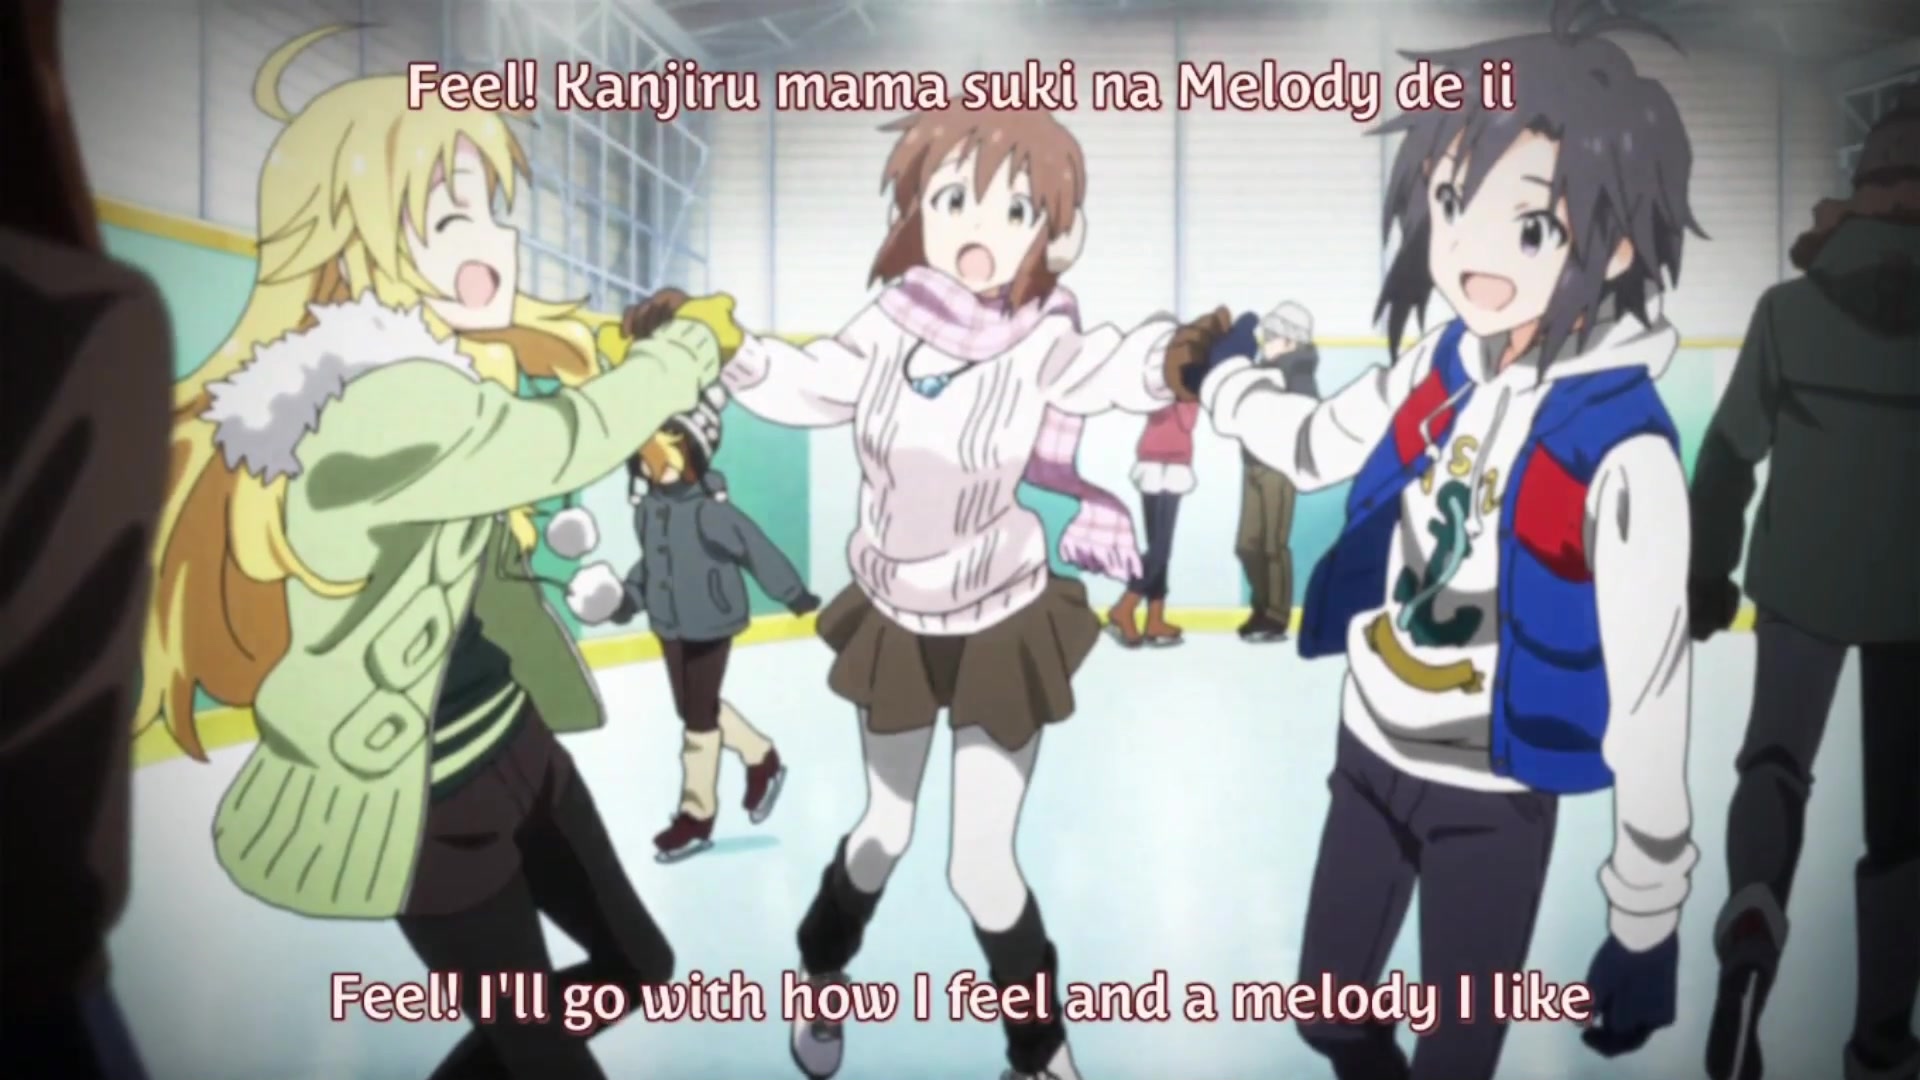 Feel! Kanjiru mama suki na Melody de ii
Feel! I'll go with how I feel and a melody I like